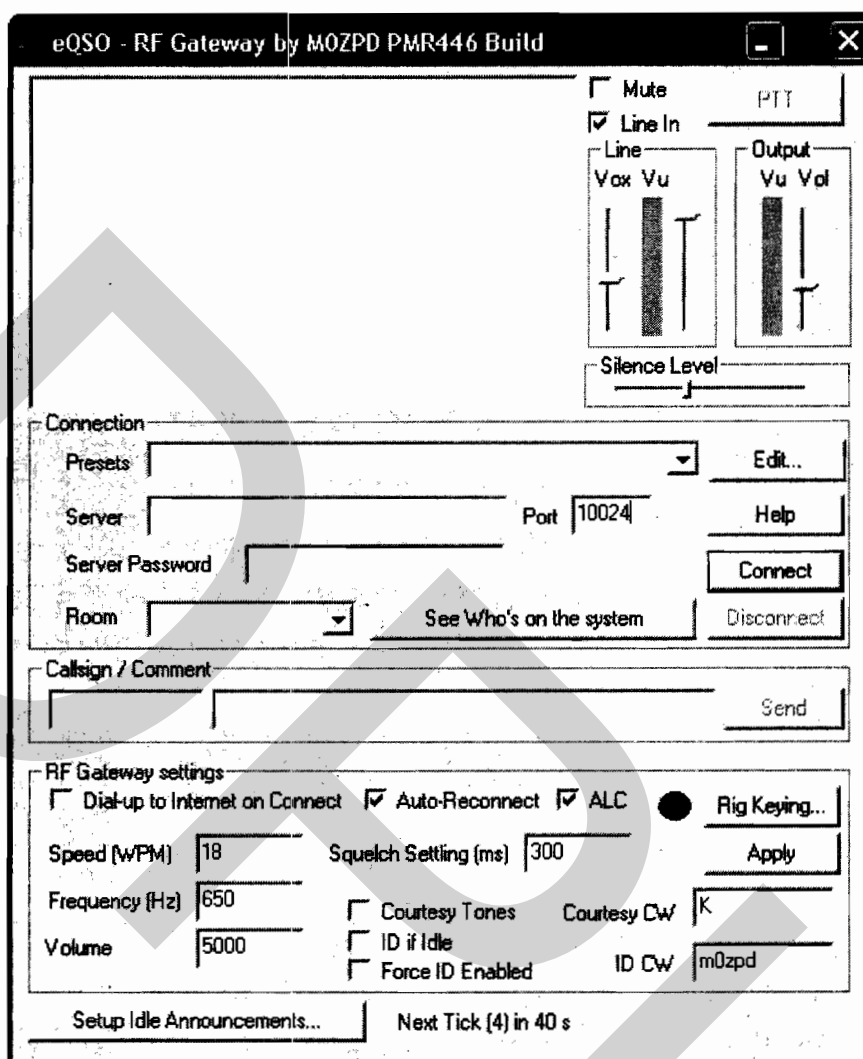 eQSO - RF Gateway by M0ZPD PMR446 Build
Mute
PTT
Line In
Line
Output
Vox Vu
Vu Vol
Silence Level
Connection
Presets
Edit...
Server
Port 10024
Help
Server Password
Connect
Room
See Who's on the system
Disconnect
Callsign / Comment
Send
RF Gateway settings
Dial-up to Internet on Connect
Auto-Reconnect
ALC
Rig Keying...
Speed (WPM) 18
Squelch Settling (ms) 300
Apply
Frequency (Hz) 650
Courtesy Tones
Courtesy CW K
Volume 5000
ID if Idle
Force ID Enabled
ID CW m0zpd
Setup Idle Announcements...
Next Tick (4) in 40 s